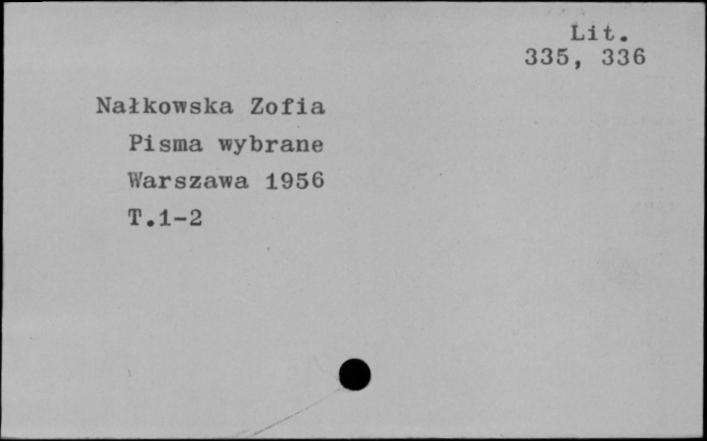 Lit.
335, 336
Nałkowska Zofia
Pisma wybrane
Warszawa 1956
T.1-2